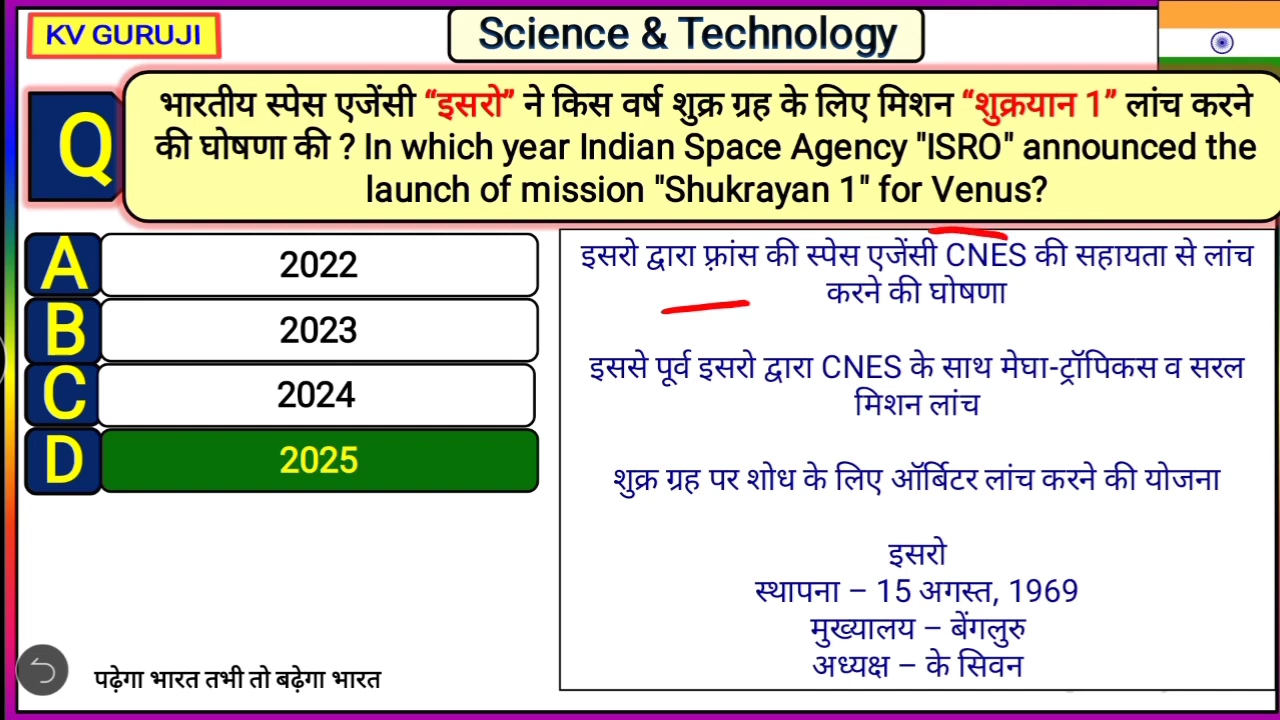 KV GURUJI
Science & Technology
Q
भारतीय स्पेस एजेंसी “इसरो” ने किस वर्ष शुक्र ग्रह के लिए मिशन “शुक्रयान 1” लांच करने
की घोषणा की ? In which year Indian Space Agency "ISRO" announced the
launch of mission "Shukrayan 1" for Venus?
A 2022
B 2023
C 2024
D 2025
इसरो द्वारा फ़्रांस की स्पेस एजेंसी CNES की सहायता से लांच
करने की घोषणा
इससे पूर्व इसरो द्वारा CNES के साथ मेघा-ट्रॉपिकस व सरल
मिशन लांच
शुक्र ग्रह पर शोध के लिए ऑर्बिटर लांच करने की योजना
इसरो
स्थापना – 15 अगस्त, 1969
मुख्यालय – बेंगलुरु
अध्यक्ष – के सिवन
पढ़ेगा भारत तभी तो बढ़ेगा भारत